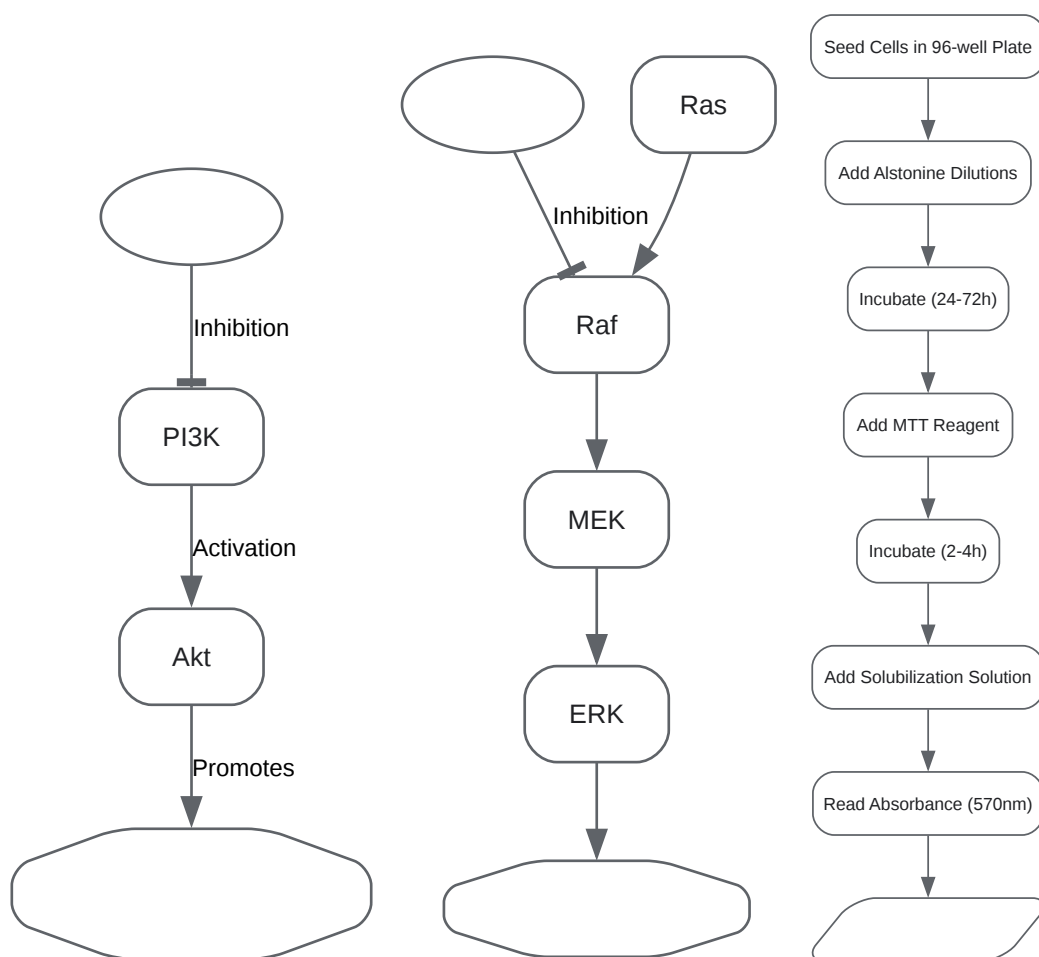 Inhibition
PI3K
Activation
Akt
Promotes
Ras
Inhibition
Raf
MEK
ERK
Seed Cells in 96-well Plate
Add Alstonine Dilutions
Incubate (24-72h)
Add MTT Reagent
Incubate (2-4h)
Add Solubilization Solution
Read Absorbance (570nm)